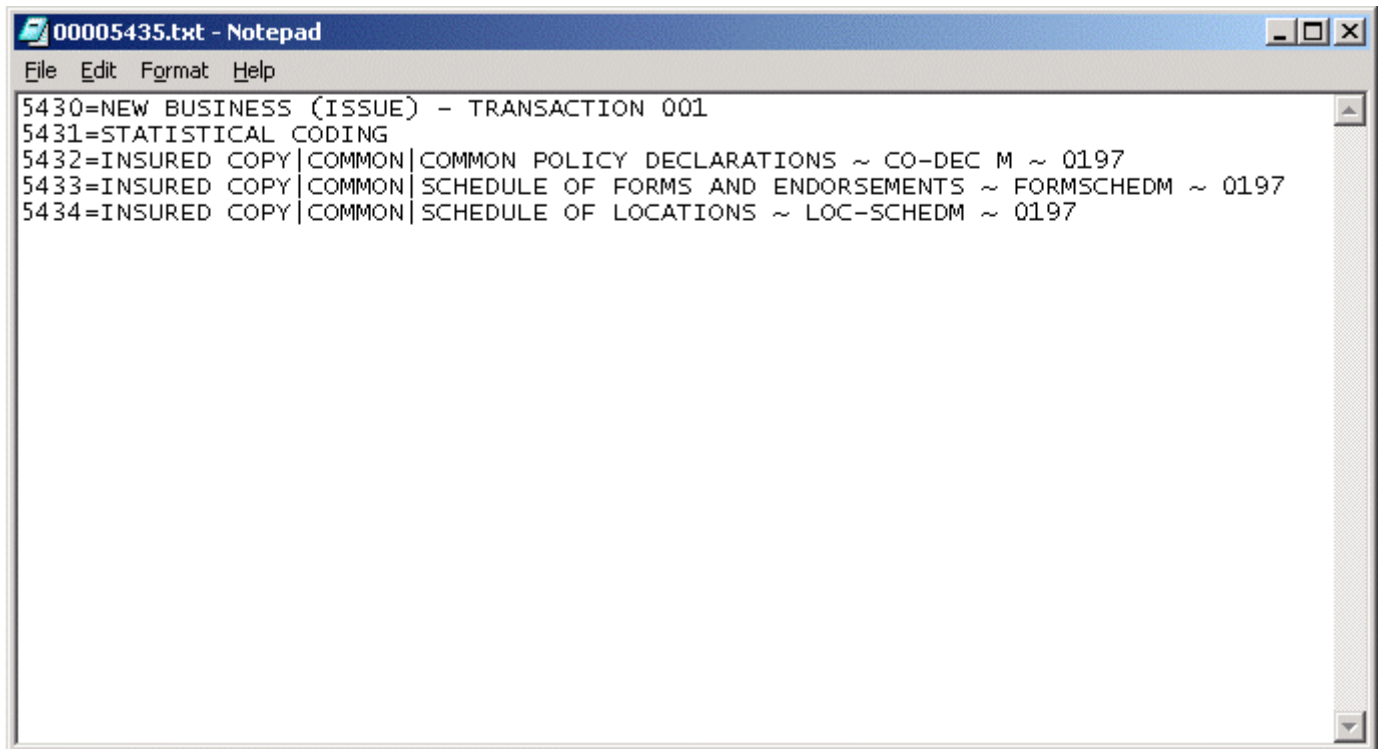 00005435.txt - Notepad
File Edit Format Help
5430=NEW BUSINESS (ISSUE) - TRANSACTION 001
5431=STATISTICAL CODING
5432=INSURED COPY|COMMON|COMMON POLICY DECLARATIONS ~ CO-DEC M ~ 0197
5433=INSURED COPY|COMMON|SCHEDULE OF FORMS AND ENDORSEMENTS ~ FORMSCHEDM ~ 0197
5434=INSURED COPY|COMMON|SCHEDULE OF LOCATIONS ~ LOC-SCHEDM ~ 0197